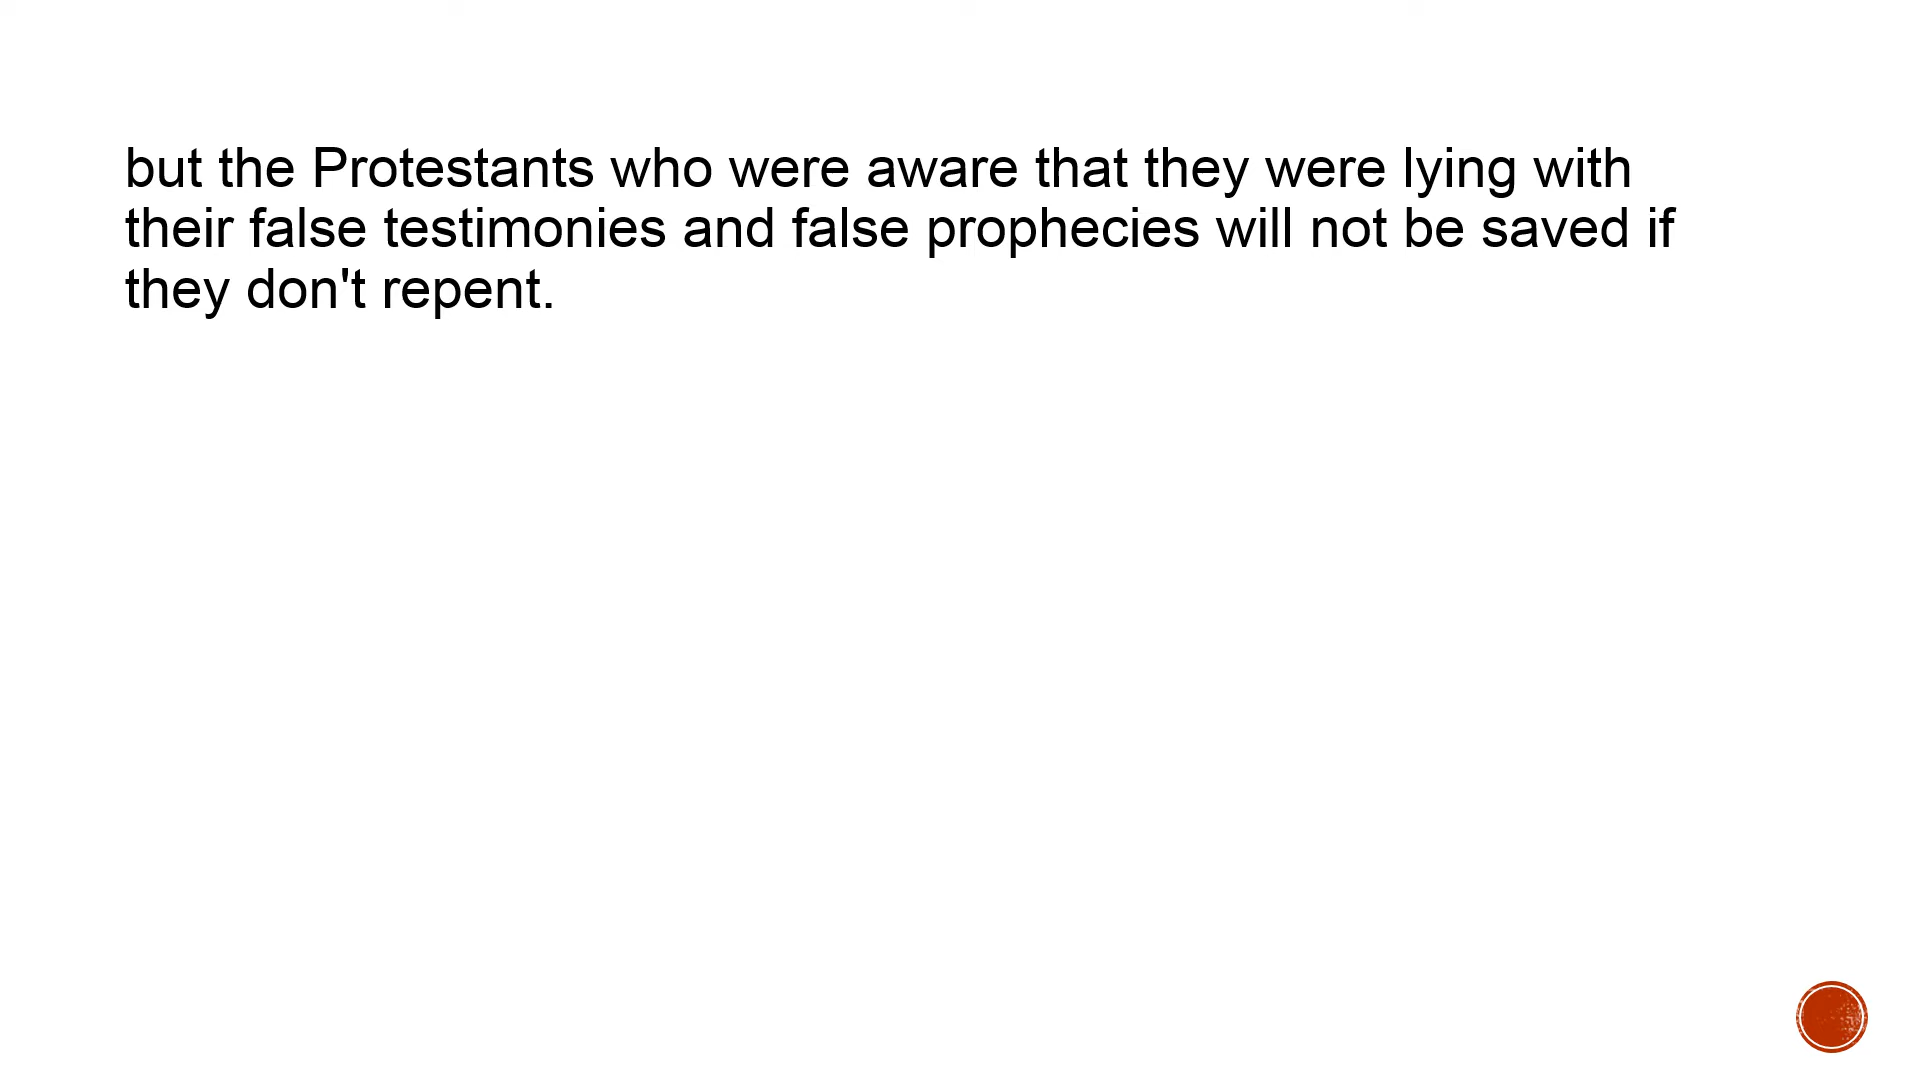 but the Protestants who were aware that they were lying with
their false testimonies and false prophecies will not be saved if
they don't repent.